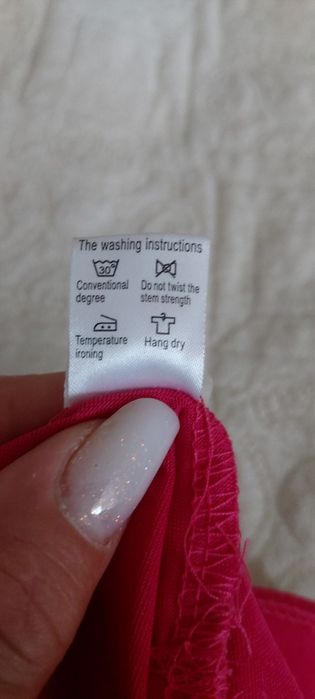 The washing instructions
30°
Conventional degree
Do not twist the stem strength
Temperature ironing
Hang dry